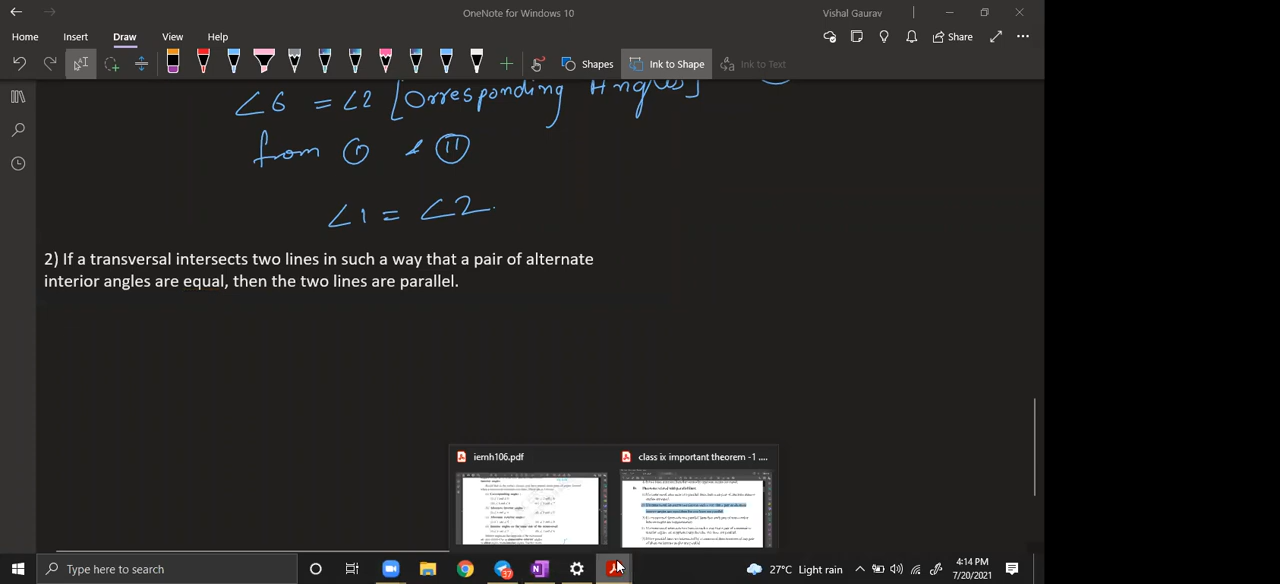 OneNote for Windows 10
Vishal Gaurav
Home Insert Draw View Help
Share
Shapes Ink to Shape Ink to Text
∠6 = ∠2 [Orresponding Angles]
from I & II
∠1 = ∠2.
2) If a transversal intersects two lines in such a way that a pair of alternate
interior angles are equal, then the two lines are parallel.
iemh106.pdf
class ix important theorem -1 ....
Type here to search
37
27°C Light rain
4:14 PM
7/20/2021